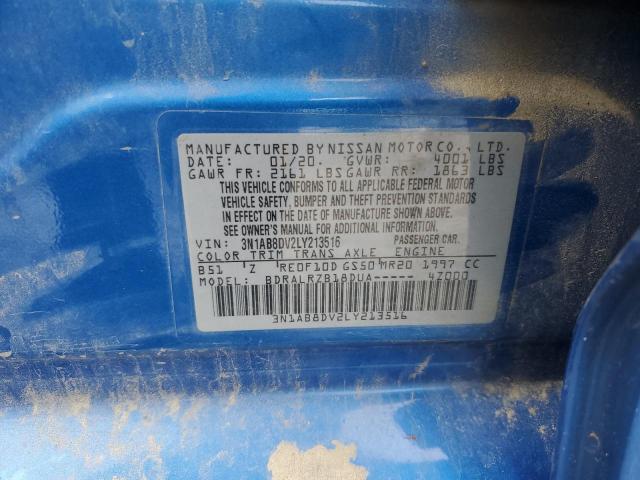 MANUFACTURED BY NISSAN MOTOR CO., LTD.
DATE: 01/20. GVWR: 4001 LBS
GAWR FR: 2161 LBS GAWR RR: 1863 LBS
THIS VEHICLE CONFORMS TO ALL APPLICABLE FEDERAL MOTOR
VEHICLE SAFETY, BUMPER AND THEFT PREVENTION STANDARDS
IN EFFECT ON THE DATE OF MANUFACTURE SHOWN ABOVE.
SEE OWNER'S MANUAL FOR ADDITIONAL INFORMATION.
VIN: 3N1AB8DV2LY213516 PASSENGER CAR.
COLOR TRIM TRANS AXLE ENGINE
B51 Z RE0F10D GS50 MR20 1997 CC
MODEL: BDRALRZB18DUA----- 4Z000
3N1AB8DV2LY213516